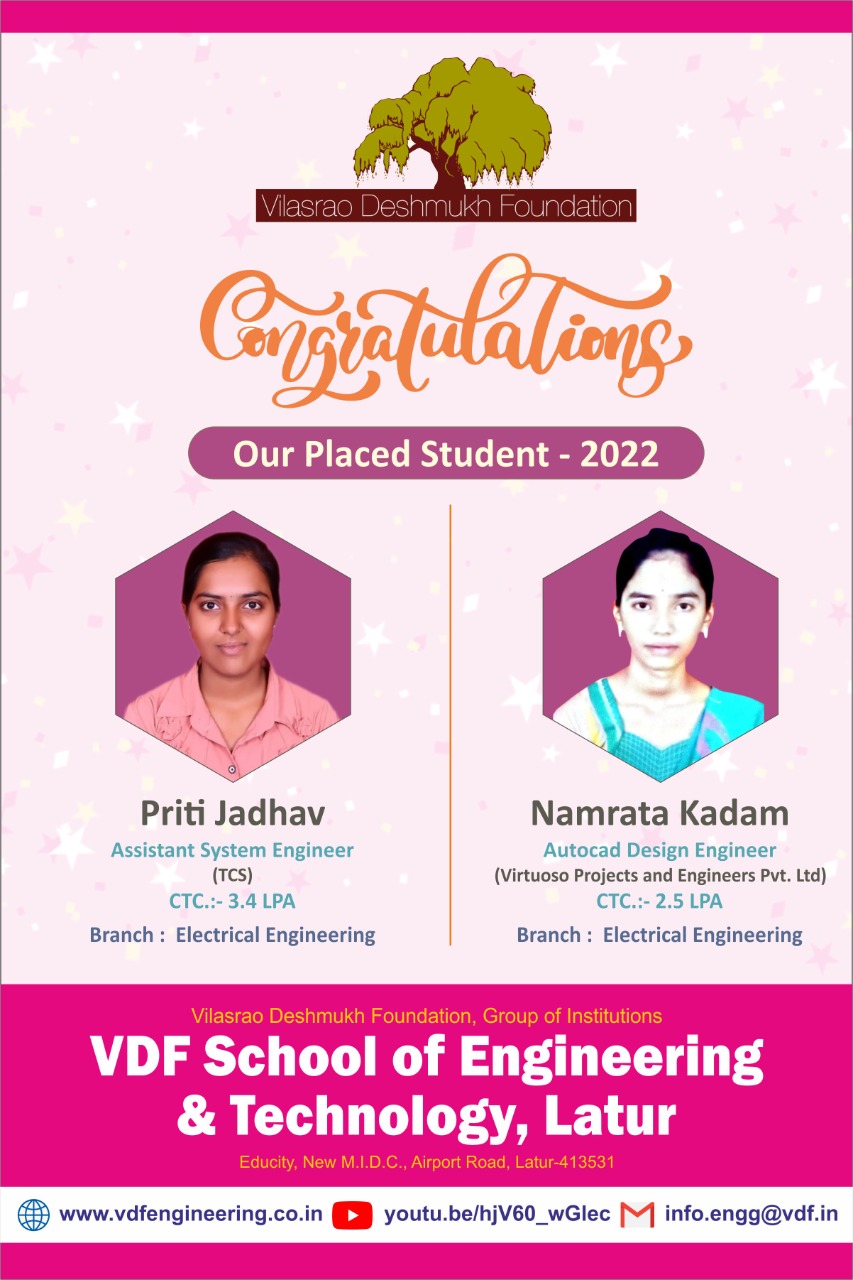 Vilasrao Deshmukh Foundation
Congratulations
Our Placed Student - 2022
Priti Jadhav
Assistant System Engineer
(TCS)
CTC.:- 3.4 LPA
Branch : Electrical Engineering
Namrata Kadam
Autocad Design Engineer
(Virtuoso Projects and Engineers Pvt. Ltd)
CTC.:- 2.5 LPA
Branch : Electrical Engineering
Vilasrao Deshmukh Foundation, Group of Institutions
VDF School of Engineering
& Technology, Latur
Educity, New M.I.D.C., Airport Road, Latur-413531
www.vdfengineering.co.in youtu.be/hjV60_wGlec info.engg@vdf.in